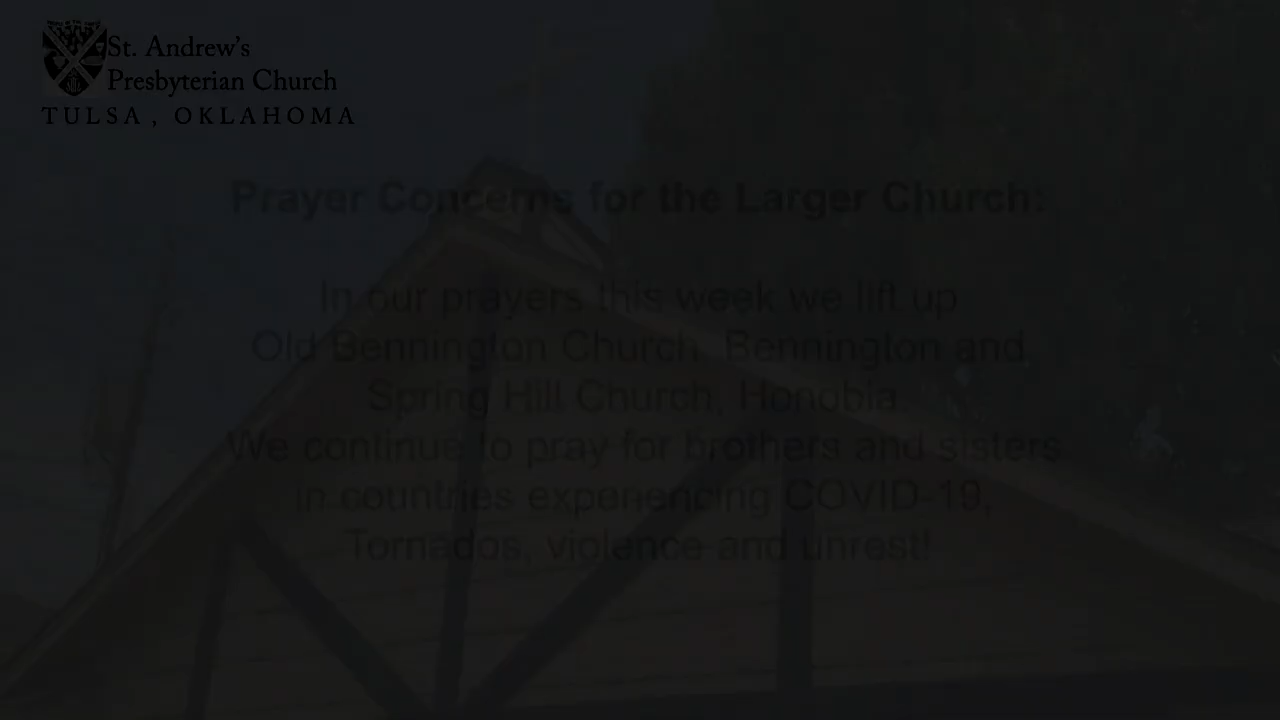 St. Andrew's
Presbyterian Church
TULSA, OKLAHOMA
Prayer Concerns for the Larger Church:
In our prayers this week we lift up
Old Bennington Church, Bennington and
Spring Hill Church, Honobia.
We continue to pray for brothers and sisters
in countries experiencing COVID-19,
Tornados, violence and unrest!